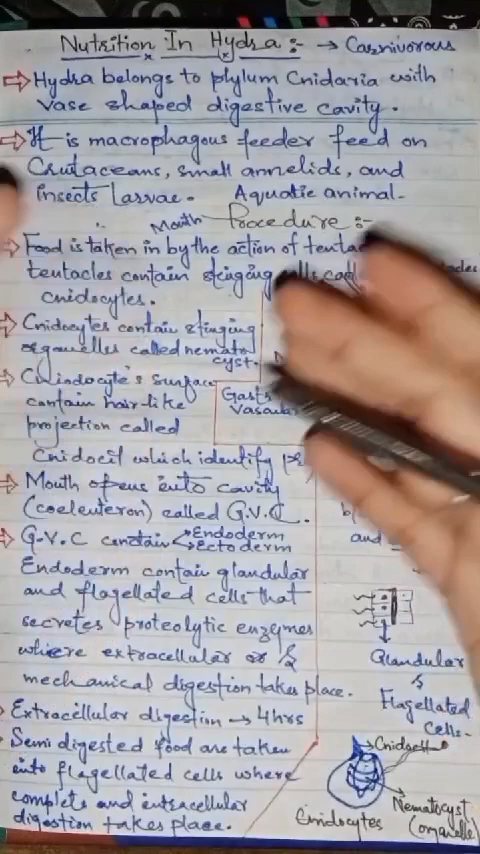 Nutrition In Hydra :- → Carnivorous
⇒ Hydra belongs to phylum Cnidaria with
Vase shaped digestive cavity.
⇒ It is macrophagous feeder feed on
Crutaceans, small annelids, and
insects Larvae. Aquatic animal-
Mouth Procedure :-
⇒ Food is taken in by the action of
tentacles contain stinging
cnidocytes.
⇒ Cnidocytes contain stinging
organelles called nemato
cyst.
⇒ surface
contain hair-like
projection called
Cnidocil which identify
Gastro
Vascular
⇒ Mouth opens into cavity
(coelenteron) called G.V.C.
⇒ G.V.C contain < Endoderm
Ectoderm
Endoderm contain glandular
and flagellated cells that
secretes proteolytic enzymes
where extracellular or &
mechanical digestion takes place.
⇒ Extracellular digestion → 4hrs
⇒ Semi digested food are taken
into flagellated cells where
complete and intracellular
digestion takes place.
and
Glandular
&
Flagellated
Cells-
Nematocyst
(organelle)
Cnidocytes